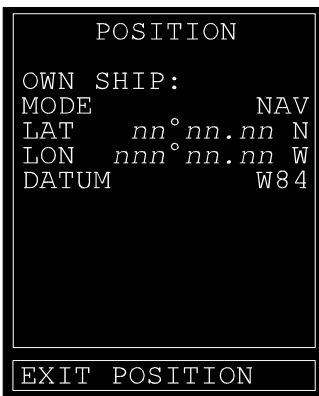 POSITION
OWN SHIP:
MODE NAV
LAT nn°nn.nn N
LON nnn°nn.nn W
DATUM W84
EXIT POSITION